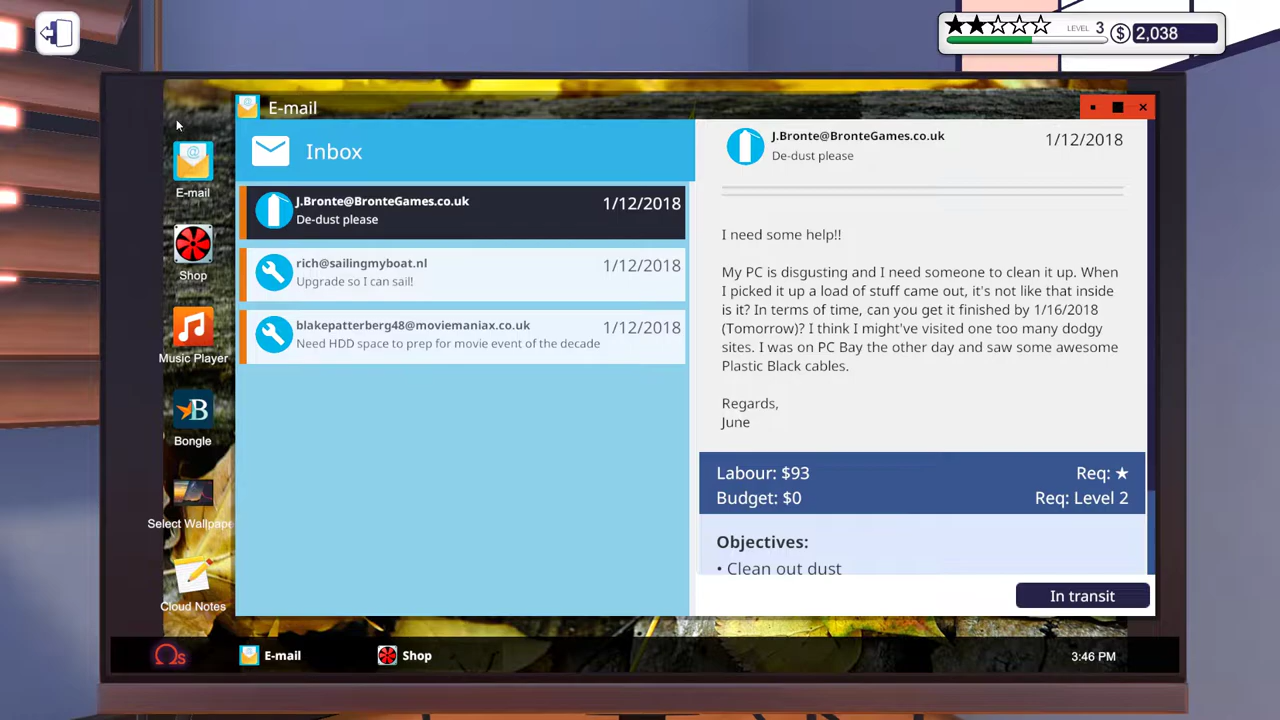 LEVEL 3 $ 2,038
E-mail
Inbox
J.Bronte@BronteGames.co.uk 1/12/2018
De-dust please
rich@sailingmyboat.nl 1/12/2018
Upgrade so I can sail!
blakepatterberg48@moviemaniax.co.uk 1/12/2018
Need HDD space to prep for movie event of the decade
J.Bronte@BronteGames.co.uk 1/12/2018
De-dust please
I need some help!!
My PC is disgusting and I need someone to clean it up. When
I picked it up a load of stuff came out, it's not like that inside
is it? In terms of time, can you get it finished by 1/16/2018
(Tomorrow)? I think I might've visited one too many dodgy
sites. I was on PC Bay the other day and saw some awesome
Plastic Black cables.
Regards,
June
Labour: $93 Req: ★
Budget: $0 Req: Level 2
Objectives:
• Clean out dust
In transit
E-mail
Shop
Music Player
B
Bongle
Select Wallpape
Cloud Notes
Ωs E-mail Shop 3:46 PM